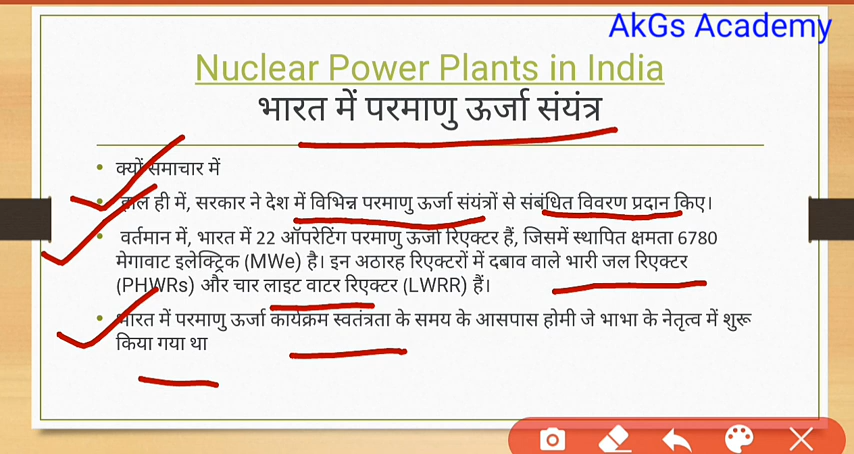 AkGs Academy
Nuclear Power Plants in India
भारत में परमाणु ऊर्जा संयंत्र
क्यों समाचार में
हाल ही में, सरकार ने देश में विभिन्न परमाणु ऊर्जा संयंत्रों से संबंधित विवरण प्रदान किए।
वर्तमान में, भारत में 22 ऑपरेटिंग परमाणु ऊर्जा रिएक्टर हैं, जिसमें स्थापित क्षमता 6780
मेगावाट इलेक्ट्रिक (MWe) है। इन अठारह रिएक्टरों में दबाव वाले भारी जल रिएक्टर
(PHWRs) और चार लाइट वाटर रिएक्टर (LWRR) हैं।
भारत में परमाणु ऊर्जा कार्यक्रम स्वतंत्रता के समय के आसपास होमी जे भाभा के नेतृत्व में शुरू
किया गया था